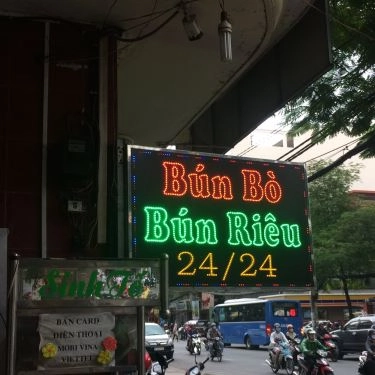 Bún Bò
Bún Riêu
24/24
Sinh Tố
BÁN CARD
ĐIỆN THOẠI
MOBI VINA
VIETTEL